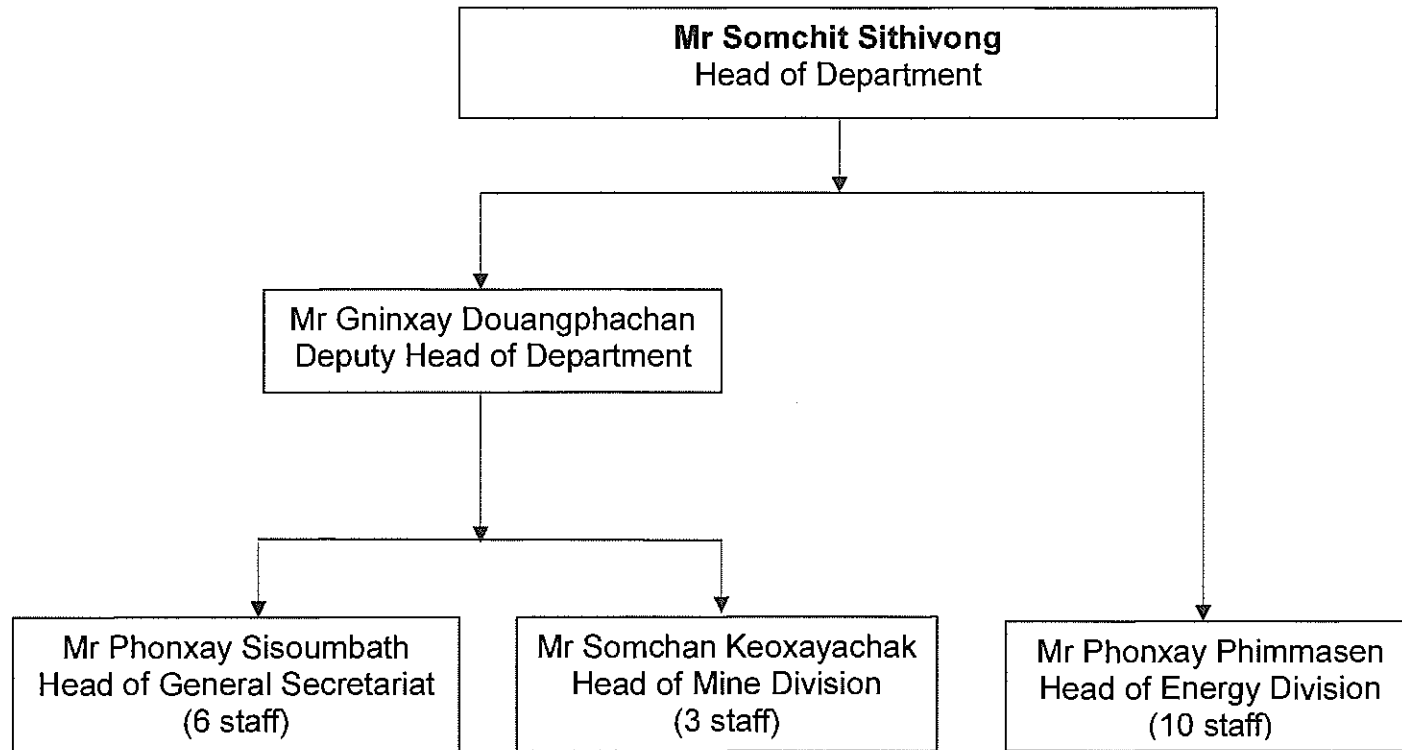 Mr Somchit Sithivong
Head of Department
Mr Gninxay Douangphachan
Deputy Head of Department
Mr Phonxay Sisoumbath
Head of General Secretariat
(6 staff)
Mr Somchan Keoxayachak
Head of Mine Division
(3 staff)
Mr Phonxay Phimmasen
Head of Energy Division
(10 staff)